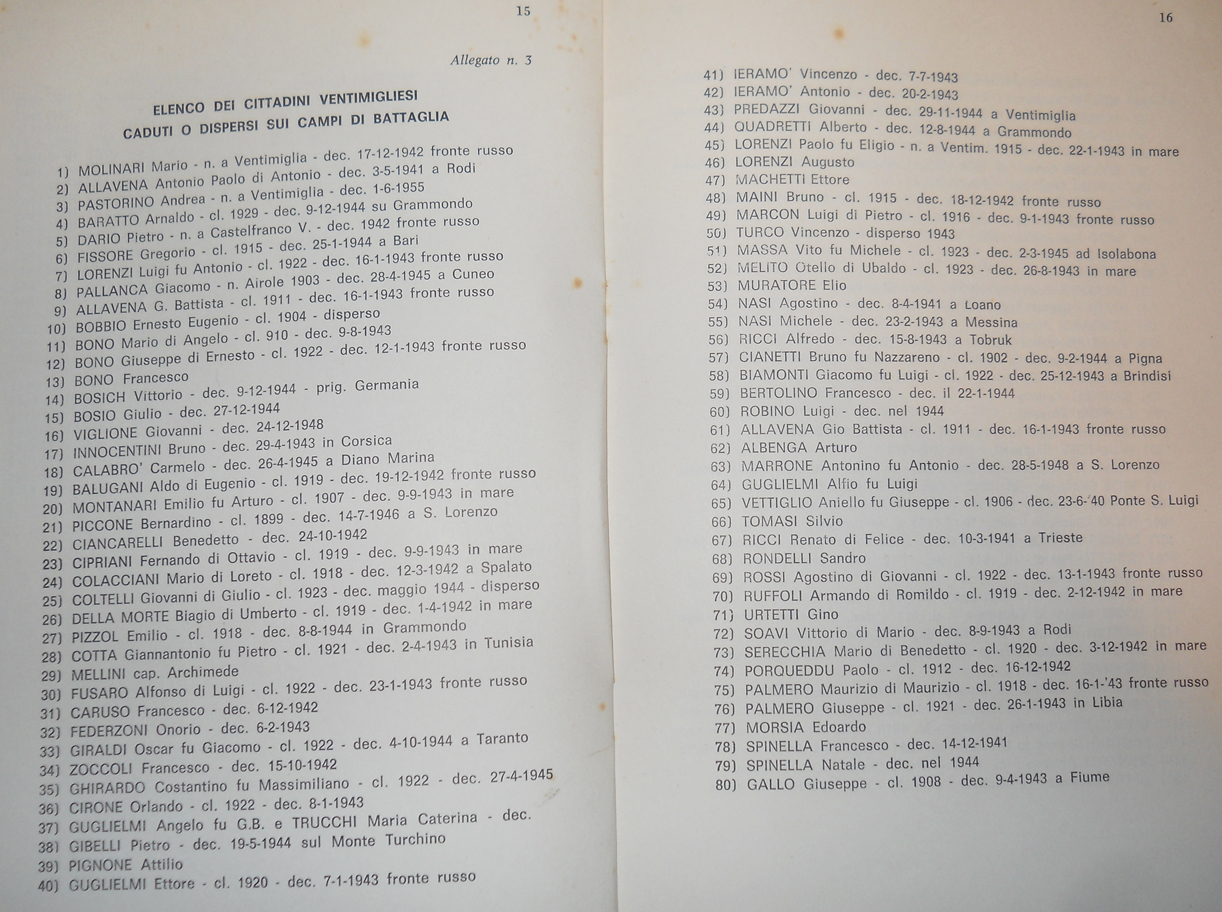 15
Allegato n. 3
ELENCO DEI CITTADINI VENTIMIGLIESI
CADUTI O DISPERSI SUI CAMPI DI BATTAGLIA
1) MOLINARI Mario - n. a Ventimiglia - dec. 17-12-1942 fronte russo
2) ALLAVENA Antonio Paolo di Antonio - dec. 3-5-1941 a Rodi
3) PASTORINO Andrea - n. a Ventimiglia - dec. 1-6-1955
4) BARATTO Arnaldo - cl. 1929 - dec. 9-12-1944 su Grammondo
5) DARIO Pietro - n. a Castelfranco V. - dec. 1942 fronte russo
6) FISSORE Gregorio - cl. 1915 - dec. 25-1-1944 a Bari
7) LORENZI Luigi fu Antonio - cl. 1922 - dec. 16-1-1943 fronte russo
8) PALLANCA Giacomo - n. Airole 1903 - dec. 28-4-1945 a Cuneo
9) ALLAVENA G. Battista - cl. 1911 - dec. 16-1-1943 fronte russo
10) BOBBIO Ernesto Eugenio - cl. 1904 - disperso
11) BONO Mario di Angelo - cl. 910 - dec. 9-8-1943
12) BONO Giuseppe di Ernesto - cl. 1922 - dec. 12-1-1943 fronte russo
13) BONO Francesco
14) BOSICH Vittorio - dec. 9-12-1944 - prig. Germania
15) BOSIO Giulio - dec. 27-12-1944
16) VIGLIONE Giovanni - dec. 24-12-1948
17) INNOCENTINI Bruno - dec. 29-4-1943 in Corsica
18) CALABRO' Carmelo - dec. 26-4-1945 a Diano Marina
19) BALUGANI Aldo di Eugenio - cl. 1919 - dec. 19-12-1942 fronte russo
20) MONTANARI Emilio fu Arturo - cl. 1907 - dec. 9-9-1943 in mare
21) PICCONE Bernardino - cl. 1899 - dec. 14-7-1946 a S. Lorenzo
22) CIANCARELLI Benedetto - dec. 24-10-1942
23) CIPRIANI Fernando di Ottavio - cl. 1919 - dec. 9-9-1943 in mare
24) COLACCIANI Mario di Loreto - cl. 1918 - dec. 12-3-1942 a Spalato
25) COLTELLI Giovanni di Giulio - cl. 1923 - dec. maggio 1944 - disperso
26) DELLA MORTE Biagio di Umberto - cl. 1919 - dec. 1-4-1942 in mare
27) PIZZOL Emilio - cl. 1918 - dec. 8-8-1944 in Grammondo
28) COTTA Giannantonio fu Pietro - cl. 1921 - dec. 2-4-1943 in Tunisia
29) MELLINI cap. Archimede
30) FUSARO Alfonso di Luigi - cl. 1922 - dec. 23-1-1943 fronte russo
31) CARUSO Francesco - dec. 6-12-1942
32) FEDERZONI Onorio - dec. 6-2-1943
33) GIRALDI Oscar fu Giacomo - cl. 1922 - dec. 4-10-1944 a Taranto
34) ZOCCOLI Francesco - dec. 15-10-1942
35) GHIRARDO Costantino fu Massimiliano - cl. 1922 - dec. 27-4-1945
36) CIRONE Orlando - cl. 1922 - dec. 8-1-1943
37) GUGLIELMI Angelo fu G.B. e TRUCCHI Maria Caterina - dec.
38) GIBELLI Pietro - dec. 19-5-1944 sul Monte Turchino
39) PIGNONE Attilio
40) GUGLIELMI Ettore - cl. 1920 - dec. 7-1-1943 fronte russo
16
41) IERAMO' Vincenzo - dec. 7-7-1943
42) IERAMO' Antonio - dec. 20-2-1943
43) PREDAZZI Giovanni - dec. 29-11-1944 a Ventimiglia
44) QUADRETTI Alberto - dec. 12-8-1944 a Grammondo
45) LORENZI Paolo fu Eligio - n. a Ventim. 1915 - dec. 22-1-1943 in mare
46) LORENZI Augusto
47) MACHETTI Ettore
48) MAINI Bruno - cl. 1915 - dec. 18-12-1942 fronte russo
49) MARCON Luigi di Pietro - cl. 1916 - dec. 9-1-1943 fronte russo
50) TURCO Vincenzo - disperso 1943
51) MASSA Vito fu Michele - cl. 1923 - dec. 2-3-1945 ad Isolabona
52) MELITO Otello di Ubaldo - cl. 1923 - dec. 26-8-1943 in mare
53) MURATORE Elio
54) NASI Agostino - dec. 8-4-1941 a Loano
55) NASI Michele - dec. 23-2-1943 a Messina
56) RICCI Alfredo - dec. 15-8-1943 a Tobruk
57) CIANETTI Bruno fu Nazzareno - cl. 1902 - dec. 9-2-1944 a Pigna
58) BIAMONTI Giacomo fu Luigi - cl. 1922 - dec. 25-12-1943 a Brindisi
59) BERTOLINO Francesco - dec. il 22-1-1944
60) ROBINO Luigi - dec. nel 1944
61) ALLAVENA Gio Battista - cl. 1911 - dec. 16-1-1943 fronte russo
62) ALBENGA Arturo
63) MARRONE Antonino fu Antonio - dec. 28-5-1948 a S. Lorenzo
64) GUGLIELMI Alfio fu Luigi
65) VETTIGLIO Aniello fu Giuseppe - cl. 1906 - dec. 23-6-'40 Ponte S. Luigi
66) TOMASI Silvio
67) RICCI Renato di Felice - dec. 10-3-1941 a Trieste
68) RONDELLI Sandro
69) ROSSI Agostino di Giovanni - cl. 1922 - dec. 13-1-1943 fronte russo
70) RUFFOLI Armando di Romildo - cl. 1919 - dec. 2-12-1942 in mare
71) URTETTI Gino
72) SOAVI Vittorio di Mario - dec. 8-9-1943 a Rodi
73) SERECCHIA Mario di Benedetto - cl. 1920 - dec. 3-12-1942 in mare
74) PORQUEDDU Paolo - cl. 1912 - dec. 16-12-1942
75) PALMERO Maurizio di Maurizio - cl. 1918 - dec. 16-1-'43 fronte russo
76) PALMERO Giuseppe - cl. 1921 - dec. 26-1-1943 in Libia
77) MORSIA Edoardo
78) SPINELLA Francesco - dec. 14-12-1941
79) SPINELLA Natale - dec. nel 1944
80) GALLO Giuseppe - cl. 1908 - dec. 9-4-1943 a Fiume